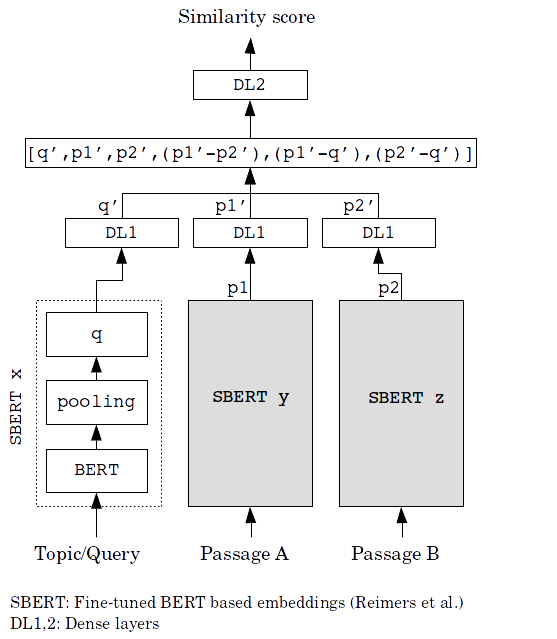 Similarity score
DL2
[q’,p1’,p2’,(p1’-p2’),(p1’-q’),(p2’-q’)]
q’ p1’ p2’
DL1 DL1 DL1
p1 p2
q
SBERT x
pooling
SBERT y
SBERT z
BERT
Topic/Query Passage A Passage B
SBERT: Fine-tuned BERT based embeddings (Reimers et al.)
DL1,2: Dense layers